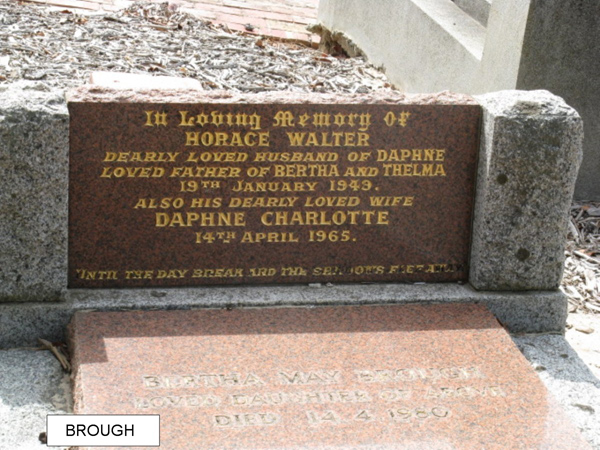 In Loving Memory of
HORACE WALTER
DEARLY LOVED HUSBAND OF DAPHNE
LOVED FATHER OF BERTHA AND THELMA
19TH JANUARY 1949.
ALSO HIS DEARLY LOVED WIFE
DAPHNE CHARLOTTE
14TH APRIL 1965.
UNTIL THE DAY BREAK AND THE SHADOWS FLEE AWAY
BERTHA MAY BROUGH
LOVED DAUGHTER OF ABOVE
DIED 14.4.1980
BROUGH